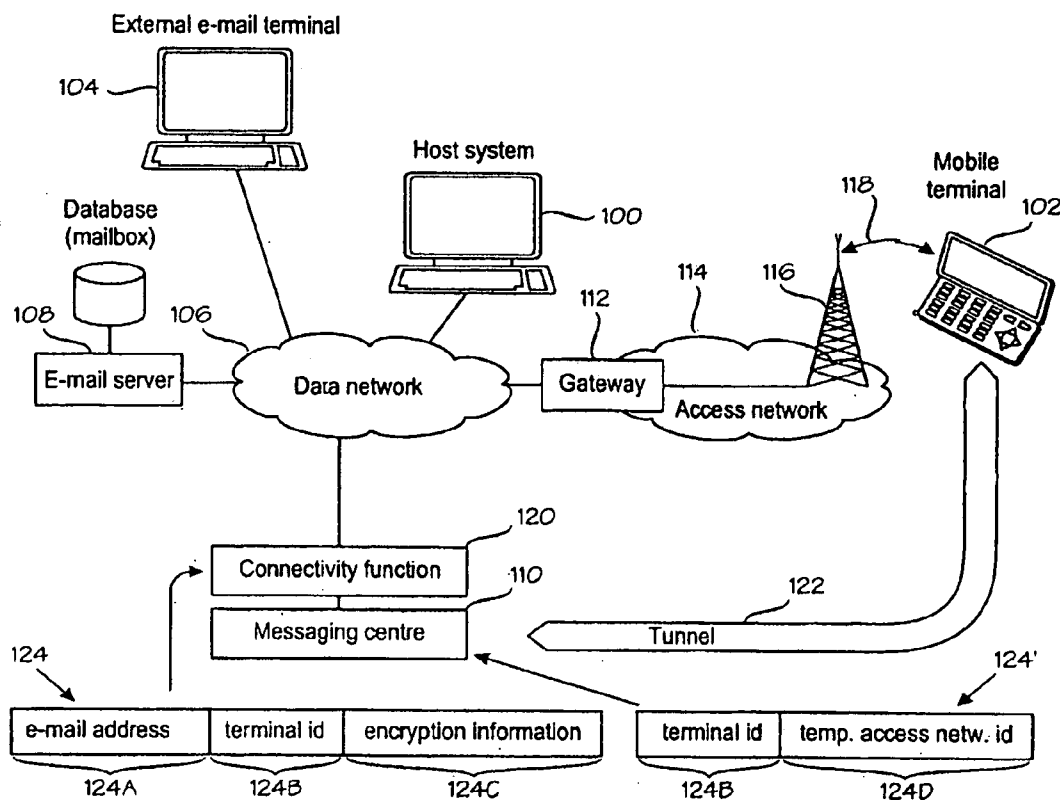 External e-mail terminal
104
Host system
100
Mobile
terminal
102
118
Database
(mailbox)
108
106
114
116
112
E-mail server
Data network
Gateway
Access network
120
Connectivity function
110
Messaging centre
122
Tunnel
124
124'
e-mail address
terminal id
encryption information
terminal id
temp. access netw. id
124A
124B
124C
124B
124D